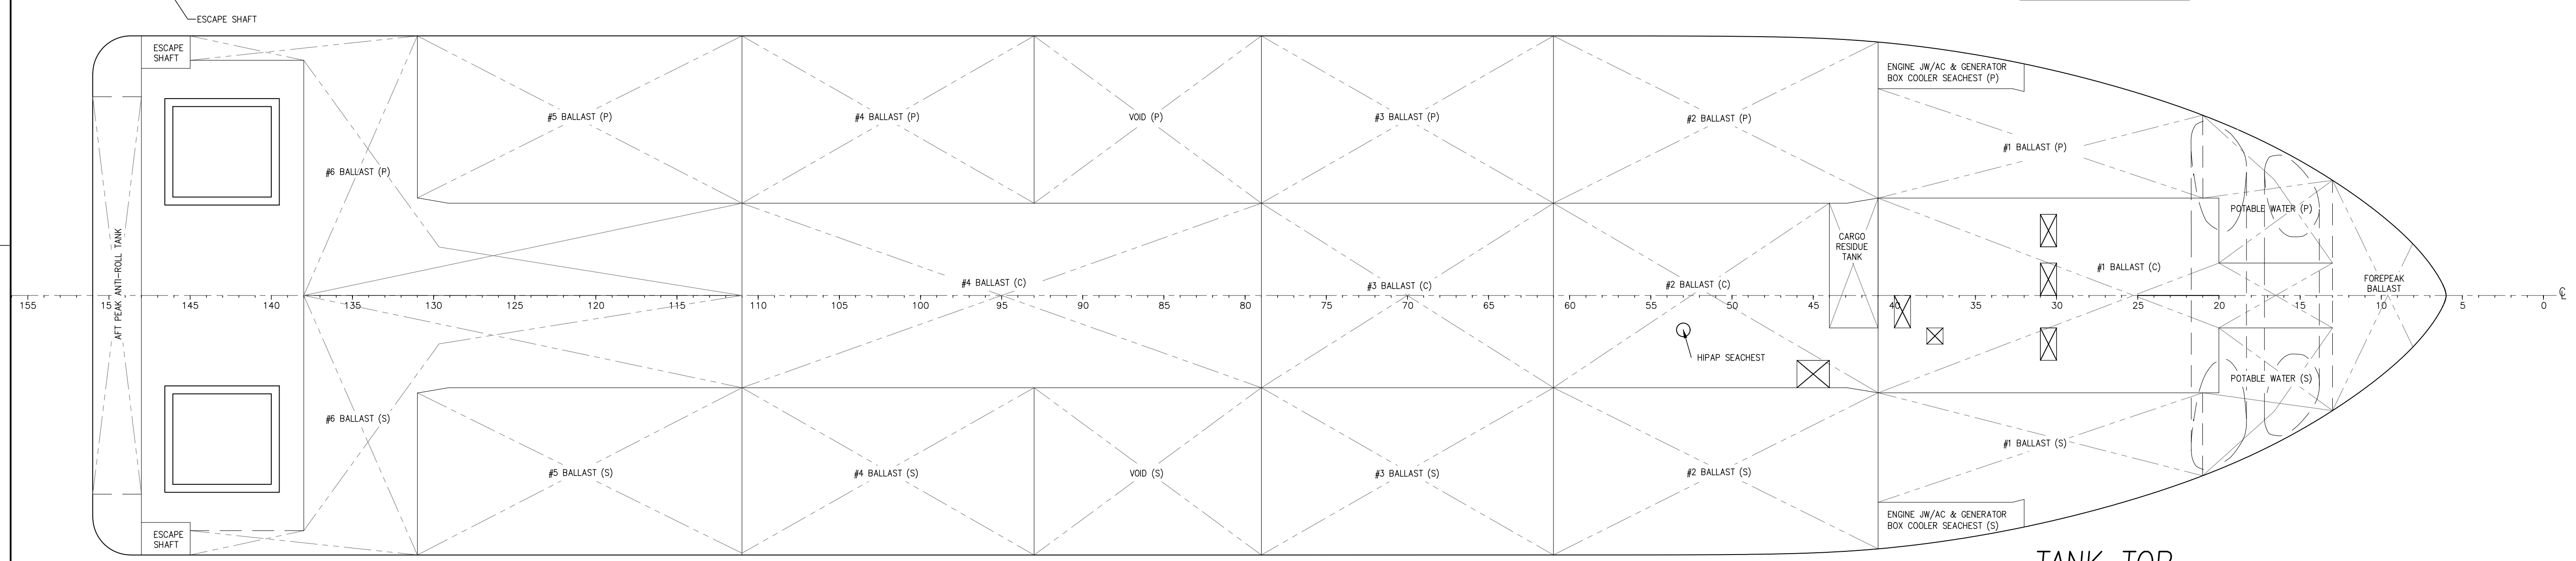 ESCAPE SHAFT
ESCAPE
SHAFT
ENGINE JW/AC & GENERATOR
BOX COOLER SEACHEST (P)
#5 BALLAST (P)
#4 BALLAST (P)
VOID (P)
#3 BALLAST (P)
#2 BALLAST (P)
#1 BALLAST (P)
#6 BALLAST (P)
POTABLE WATER (P)
CARGO
RESIDUE
TANK
AFT PEAK ANTI-ROLL TANK
#4 BALLAST (C)
#3 BALLAST (C)
#2 BALLAST (C)
#1 BALLAST (C)
FOREPEAK
BALLAST
155 150 145 140 135 130 125 120 115 110 105 100 95 90 85 80 75 70 65 60 55 50 45 40 35 30 25 20 15 10 5 0 ℄
HIPAP SEACHEST
POTABLE WATER (S)
#6 BALLAST (S)
#1 BALLAST (S)
#5 BALLAST (S)
#4 BALLAST (S)
VOID (S)
#3 BALLAST (S)
#2 BALLAST (S)
ENGINE JW/AC & GENERATOR
BOX COOLER SEACHEST (S)
ESCAPE
SHAFT
TANK TOP